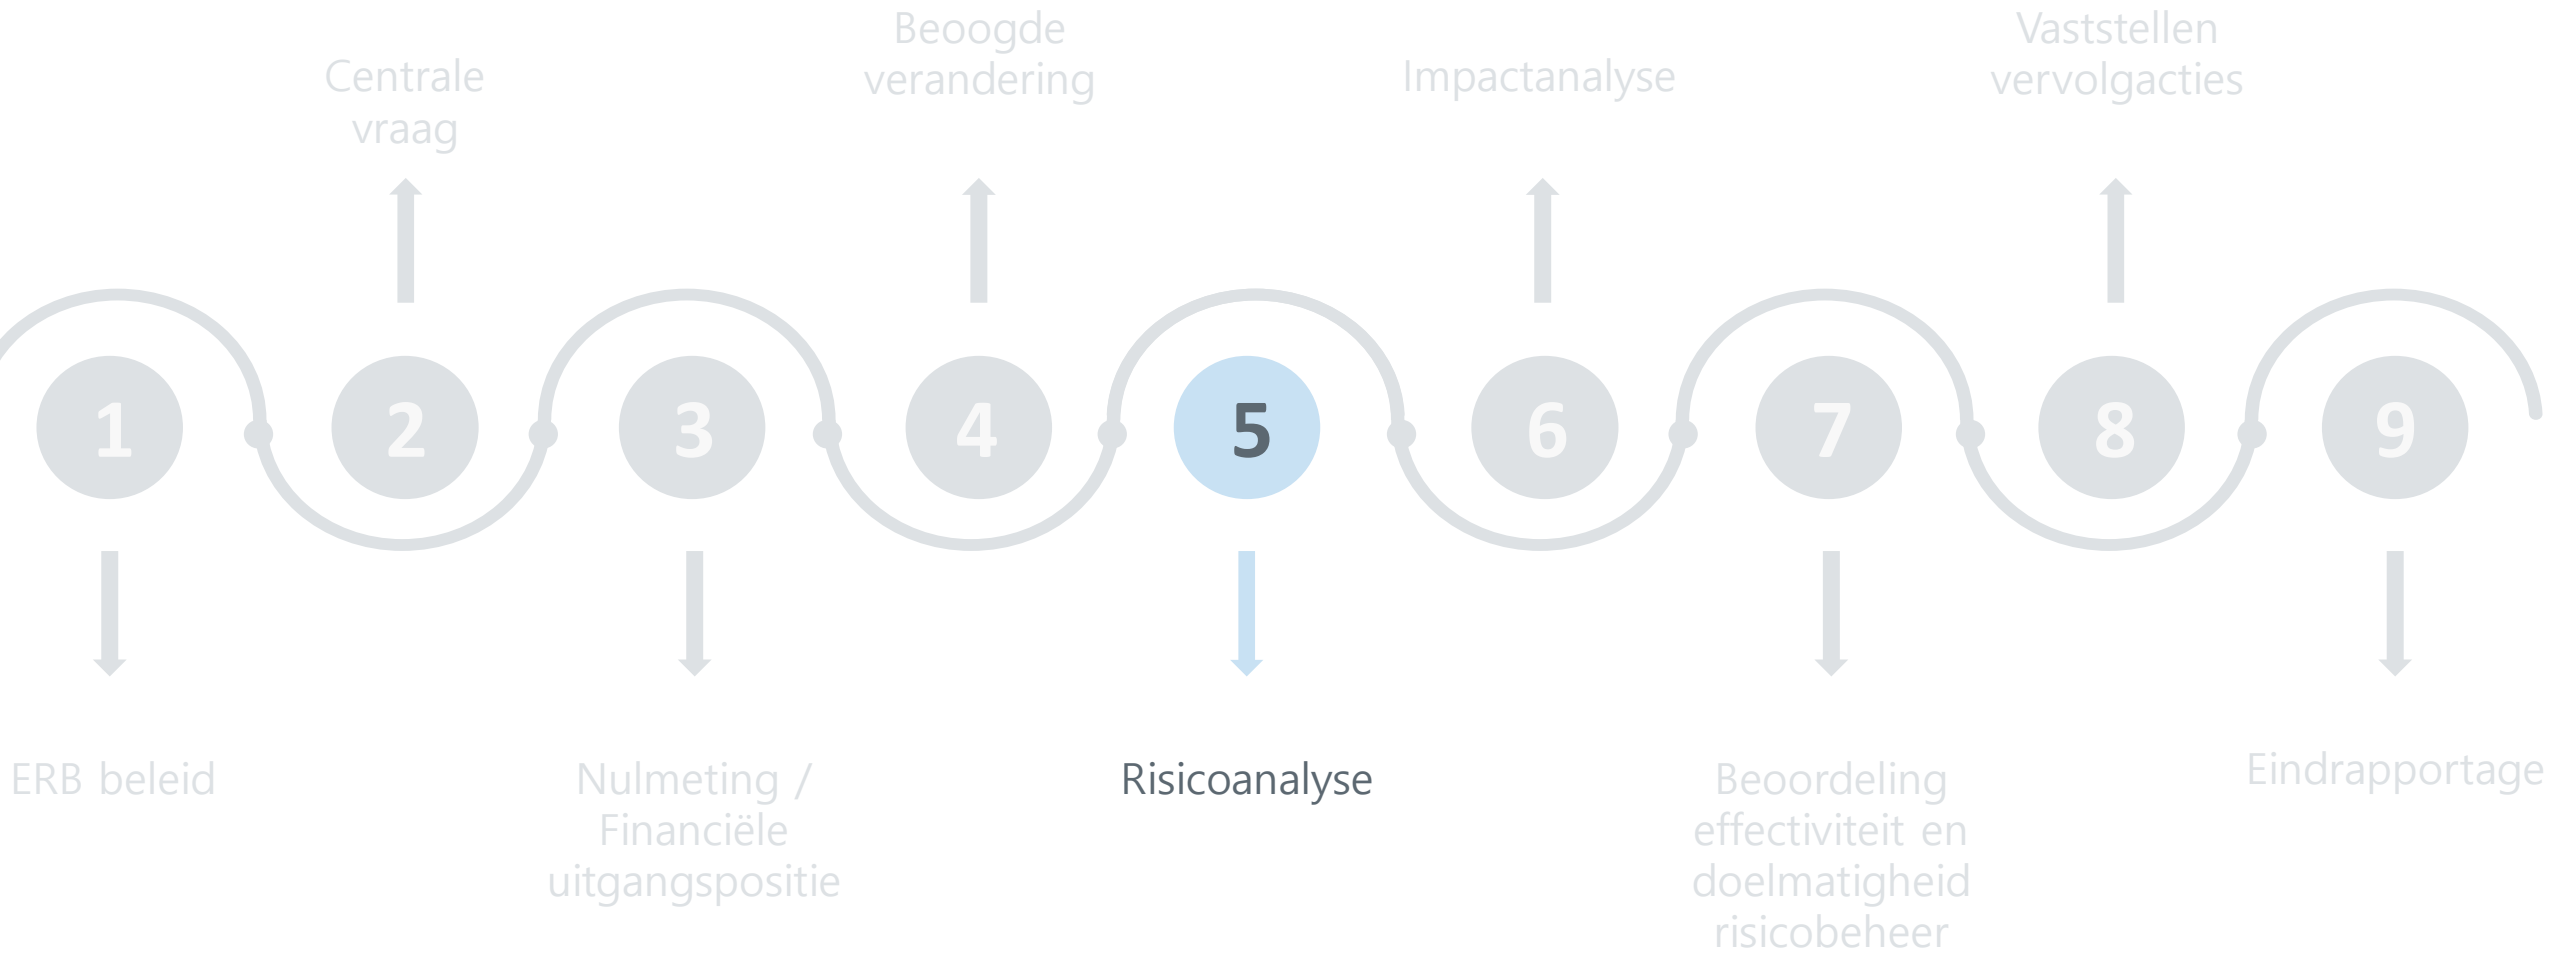 Beoogde
verandering
Centrale
vraag
Impactanalyse
Vaststellen
vervolgacties
1
2
3
4
5
6
7
8
9
ERB beleid
Nulmeting /
Financiële
uitgangspositie
Risicoanalyse
Beoordeling
effectiviteit en
doelmatigheid
risicobeheer
Eindrapportage